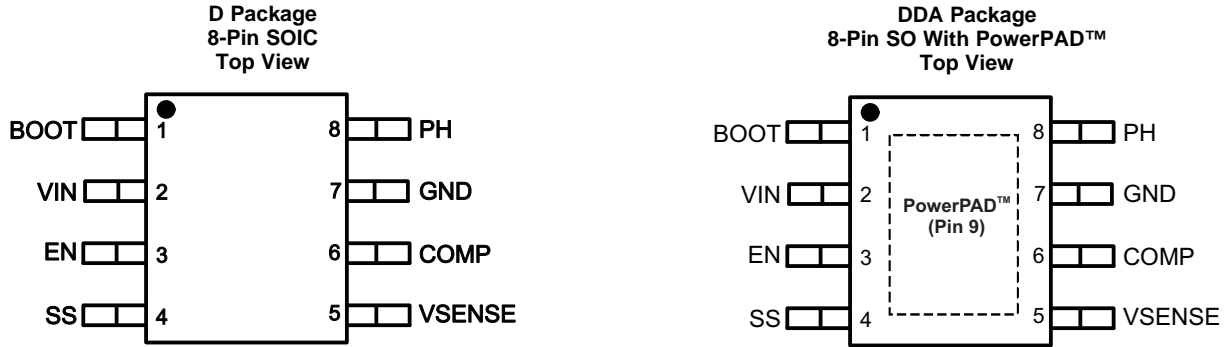 D Package
8-Pin SOIC
Top View
BOOT 1 8 PH
VIN 2 7 GND
EN 3 6 COMP
SS 4 5 VSENSE
DDA Package
8-Pin SO With PowerPAD™
Top View
BOOT 1 8 PH
VIN 2 7 GND
PowerPAD™
(Pin 9)
EN 3 6 COMP
SS 4 5 VSENSE